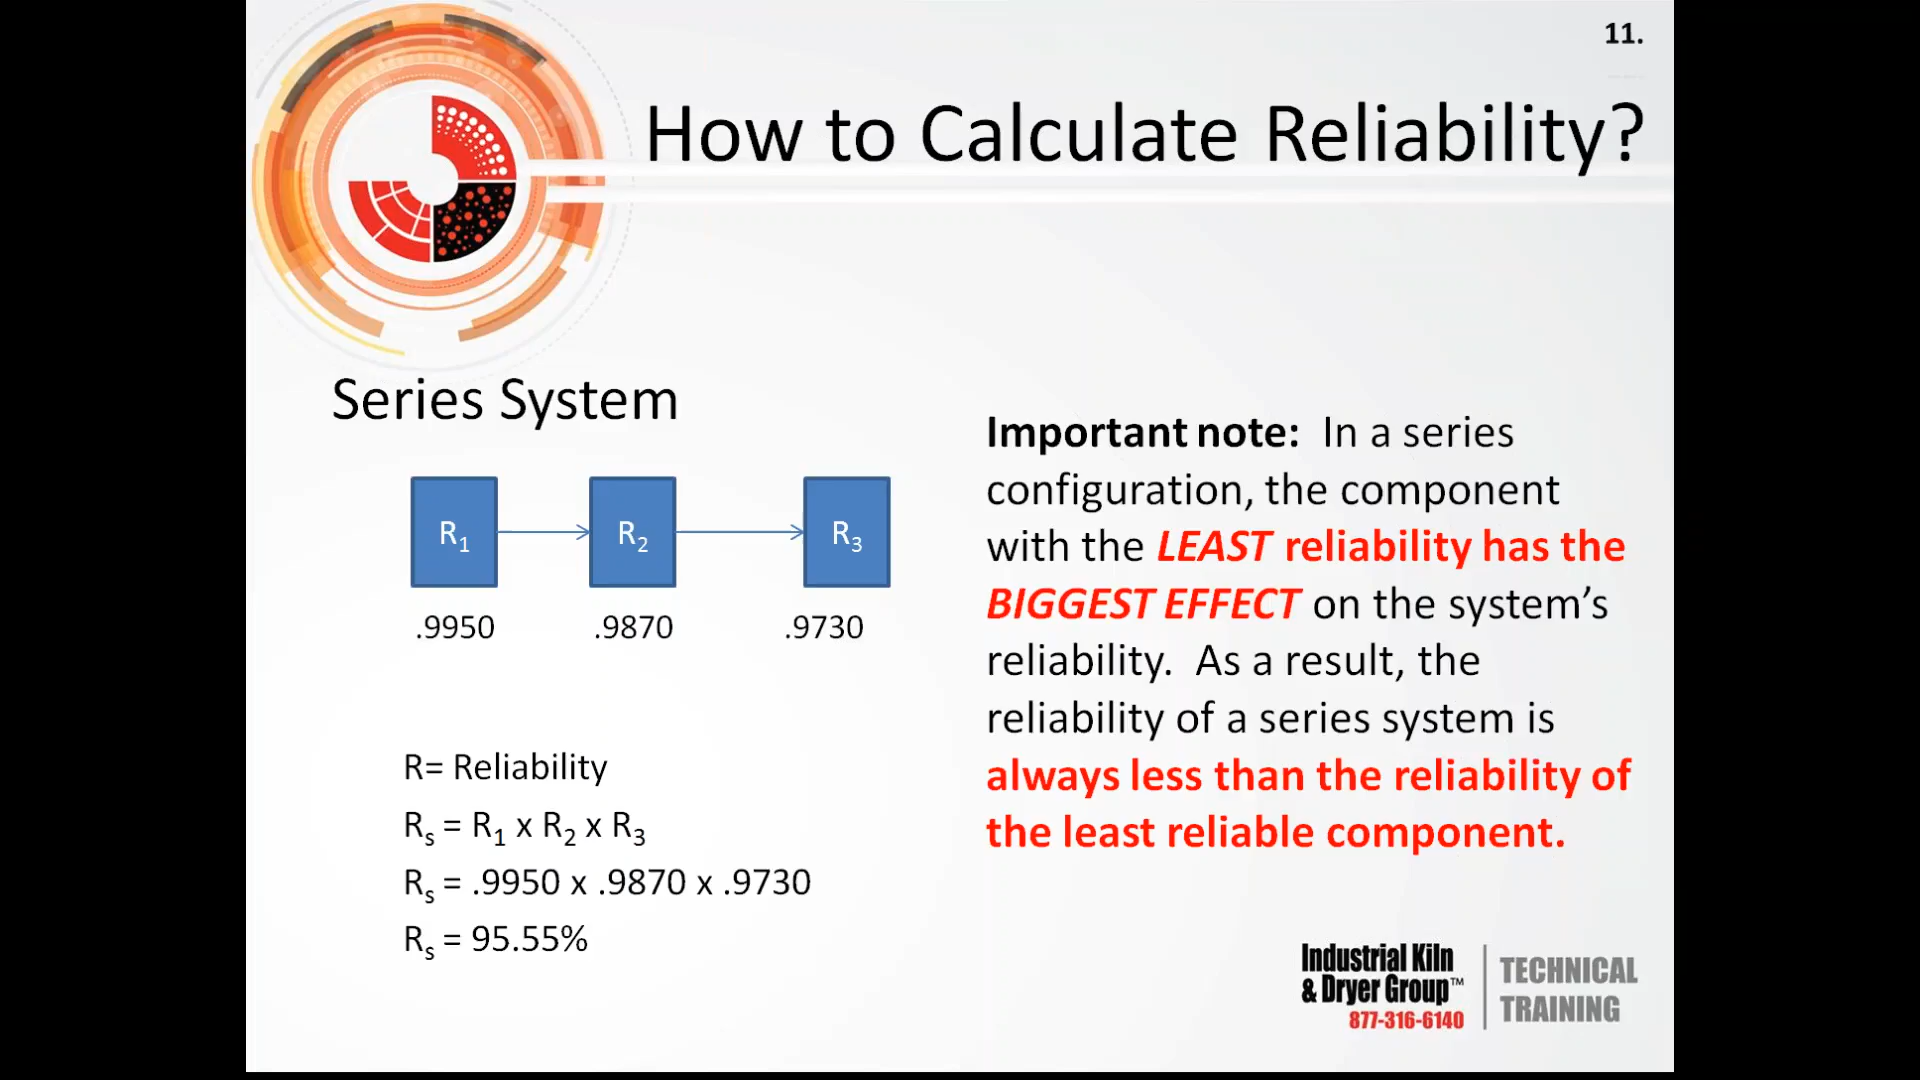 11.
How to Calculate Reliability?
Series System
R₁
R₂
R₃
.9950
.9870
.9730
R= Reliability
Rₛ = R₁ x R₂ x R₃
Rₛ = .9950 x .9870 x .9730
Rₛ = 95.55%
Important note: In a series
configuration, the component
with the LEAST reliability has the
BIGGEST EFFECT on the system’s
reliability. As a result, the
reliability of a series system is
always less than the reliability of
the least reliable component.
Industrial Kiln
& Dryer Group™
877-316-6140
TECHNICAL
TRAINING